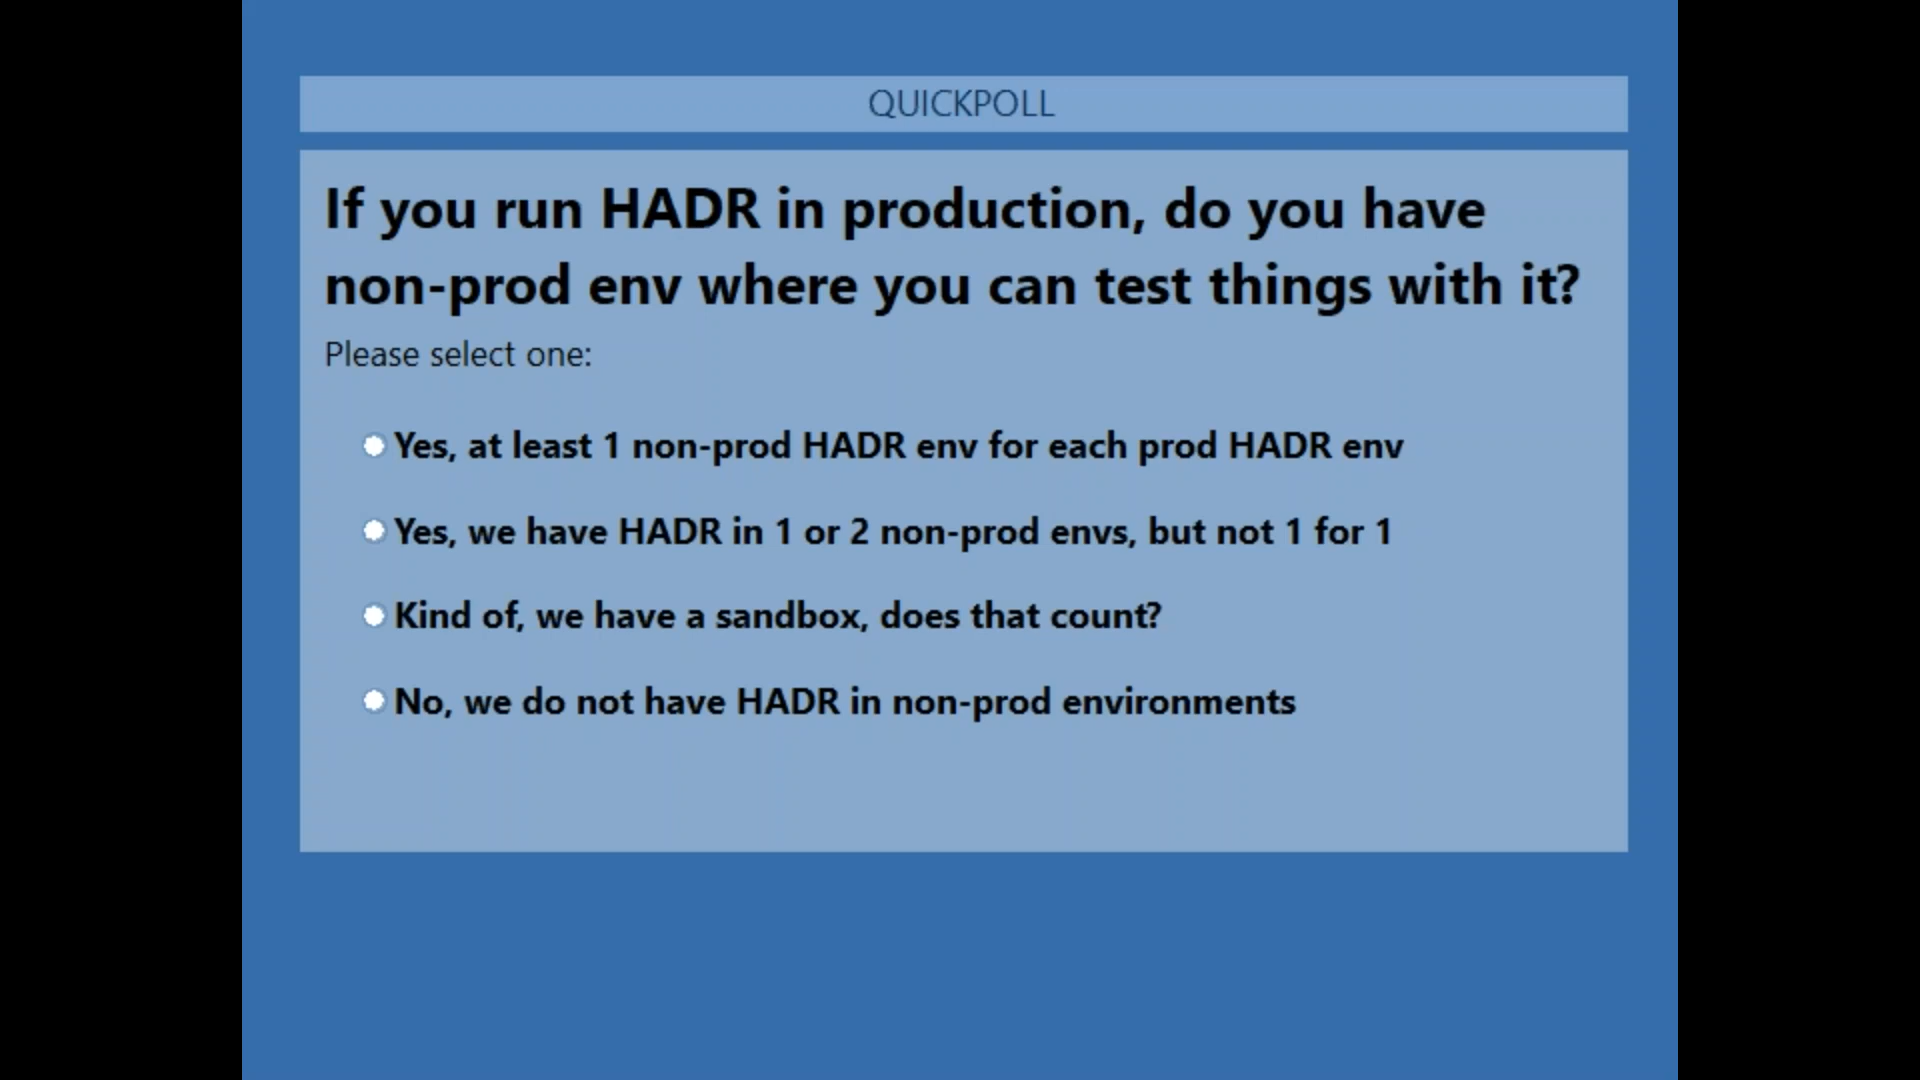 QUICKPOLL
If you run HADR in production, do you have
non-prod env where you can test things with it?
Please select one:
Yes, at least 1 non-prod HADR env for each prod HADR env
Yes, we have HADR in 1 or 2 non-prod envs, but not 1 for 1
Kind of, we have a sandbox, does that count?
No, we do not have HADR in non-prod environments